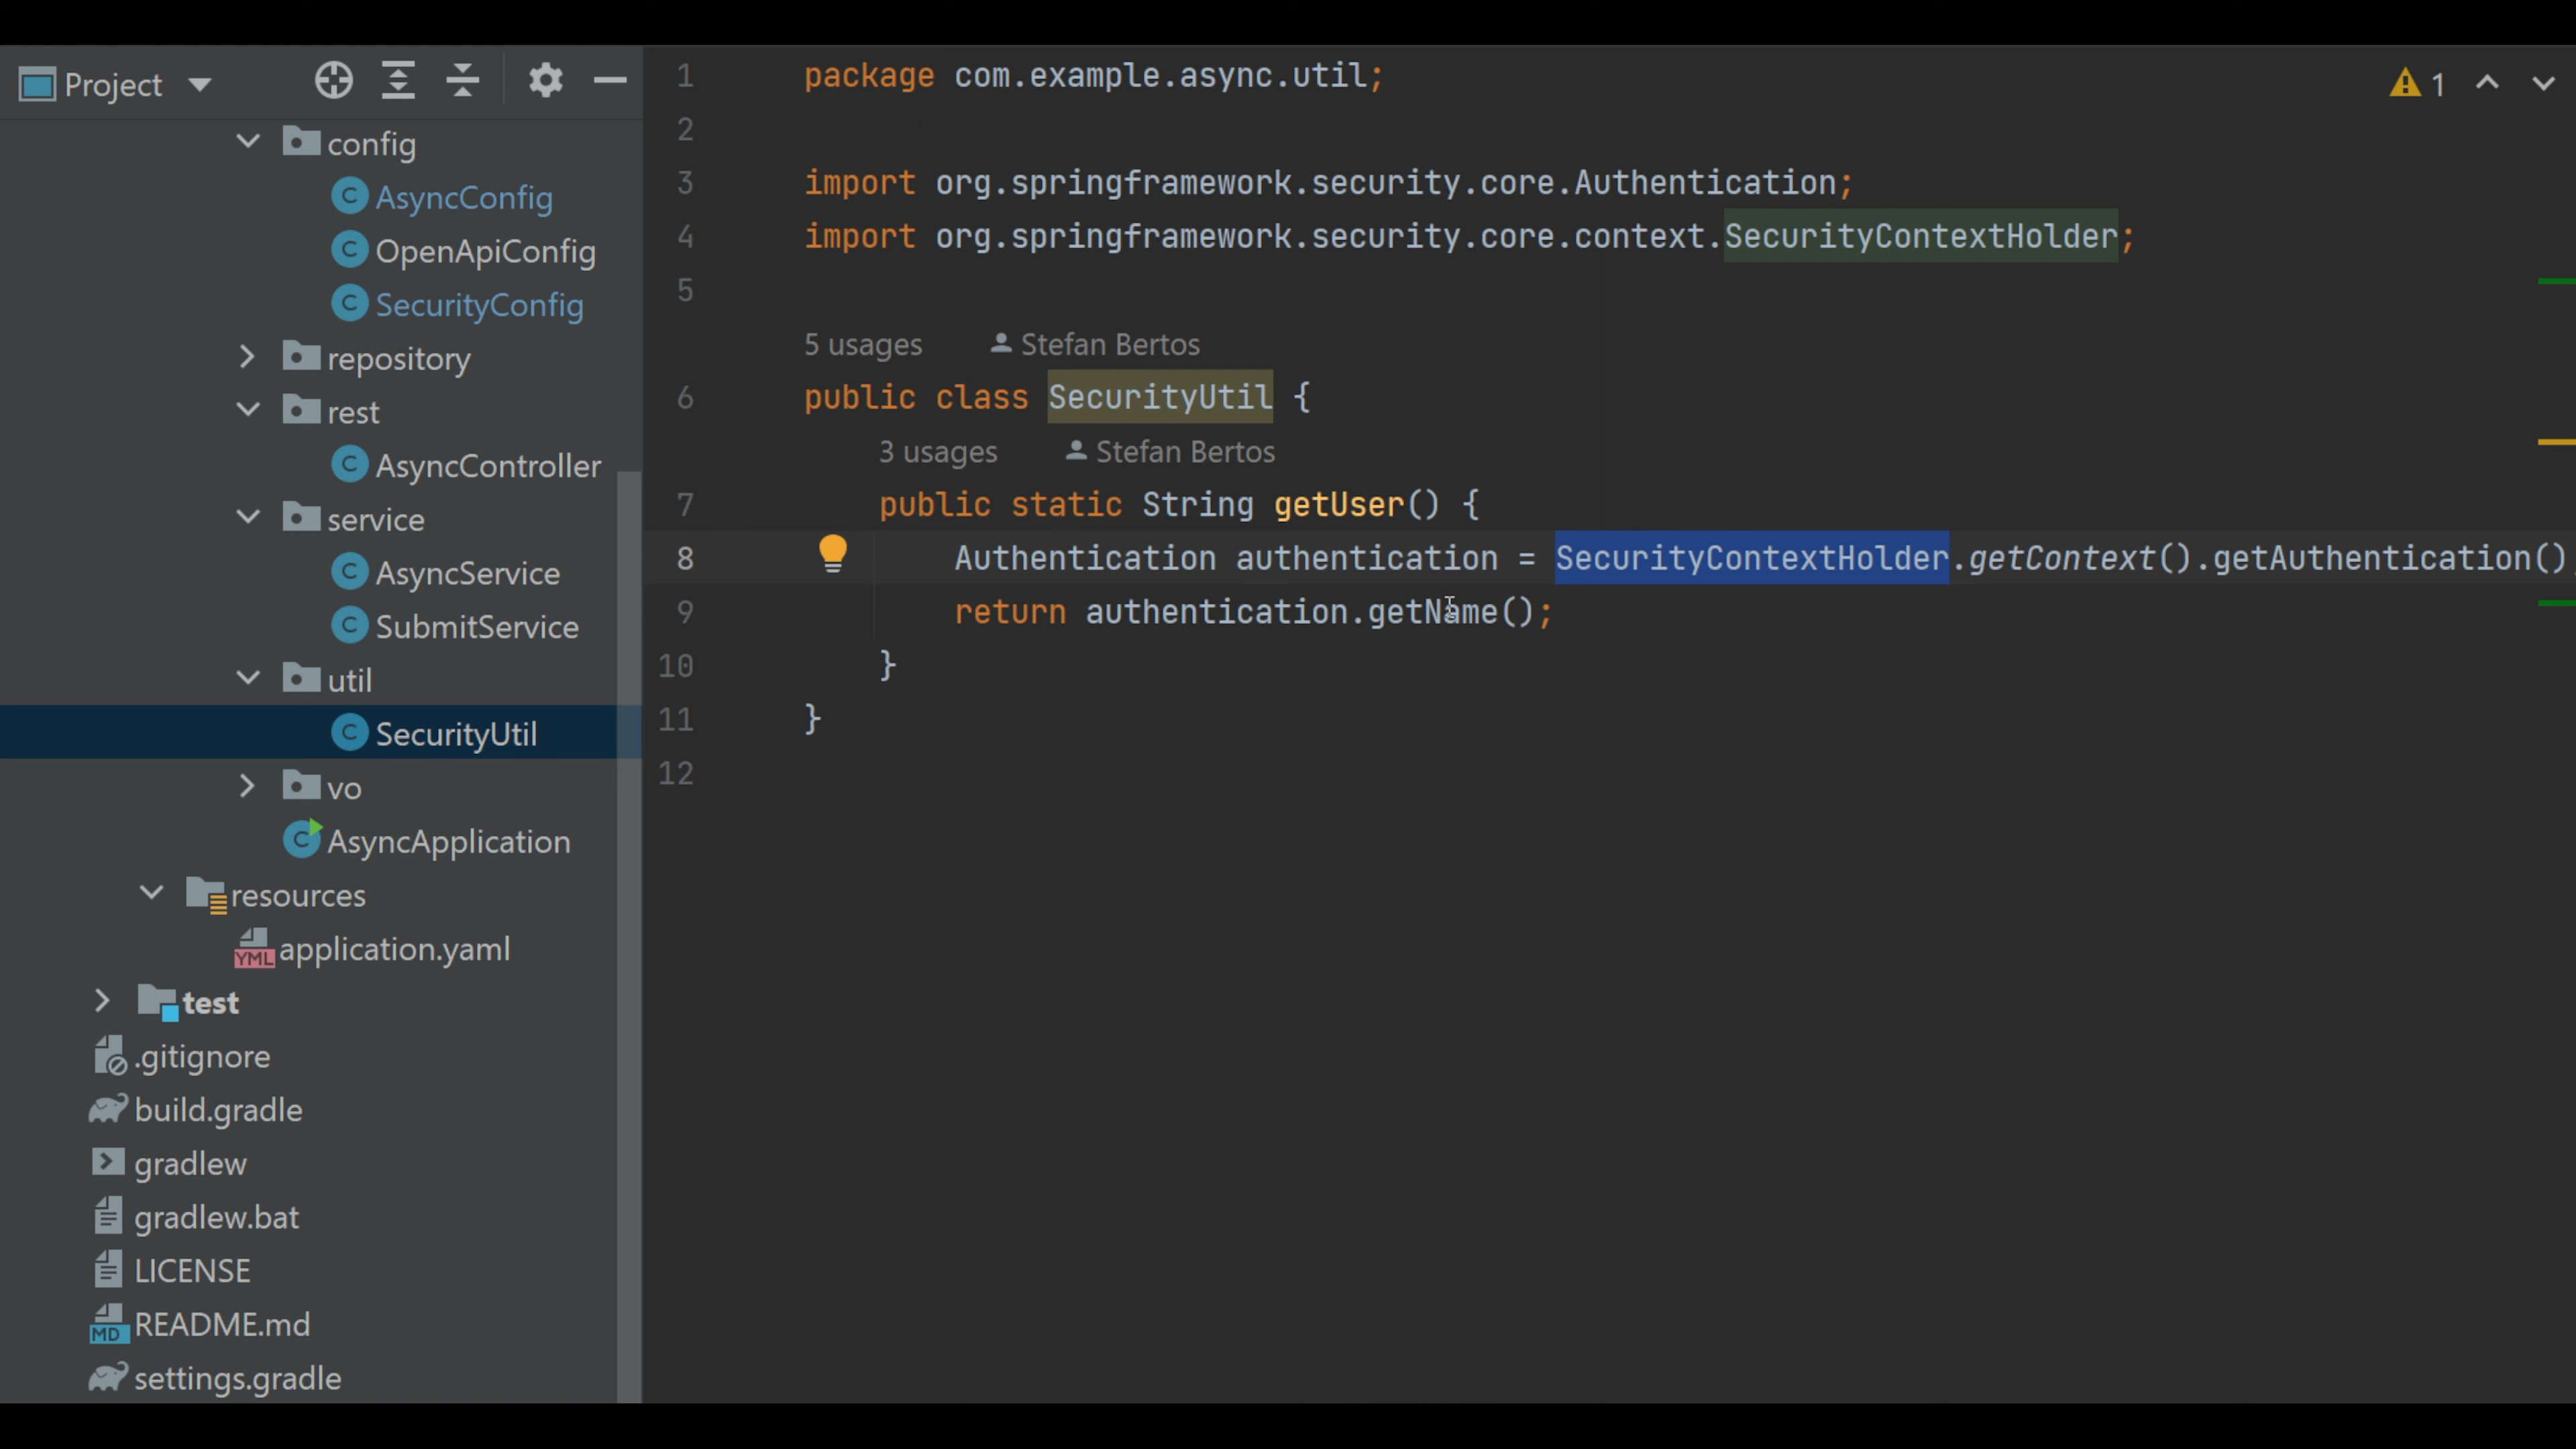 Project
config
AsyncConfig
OpenApiConfig
SecurityConfig
repository
rest
AsyncController
service
AsyncService
SubmitService
util
SecurityUtil
vo
AsyncApplication
resources
application.yaml
test
.gitignore
build.gradle
gradlew
gradlew.bat
LICENSE
README.md
settings.gradle
1
1 package com.example.async.util;
2
3 import org.springframework.security.core.Authentication;
4 import org.springframework.security.core.context.SecurityContextHolder;
5
5 usages Stefan Bertos
6 public class SecurityUtil {
3 usages Stefan Bertos
7 public static String getUser() {
8 Authentication authentication = SecurityContextHolder.getContext().getAuthentication()
9 return authentication.getName();
10 }
11 }
12